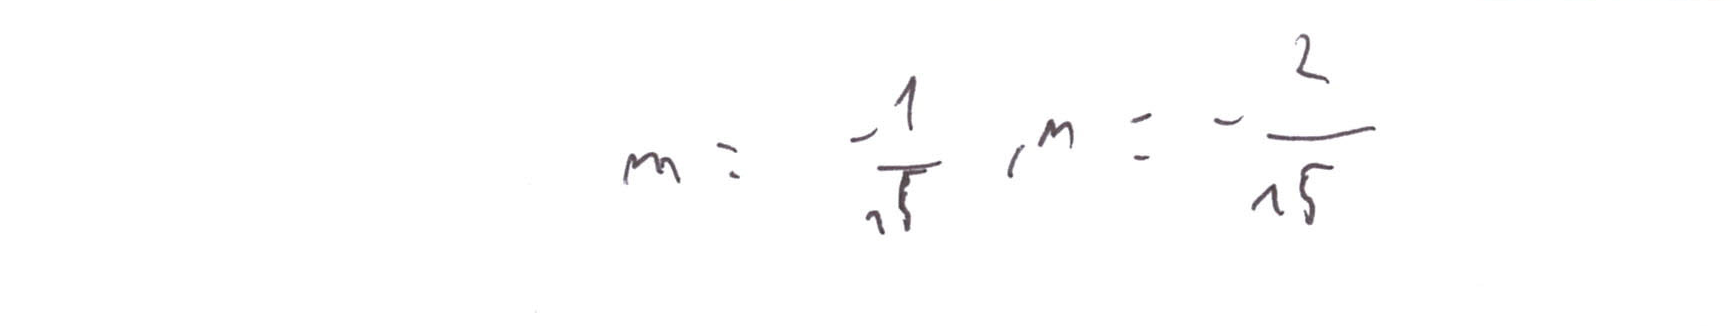 m = -1/15 , n = -2/15